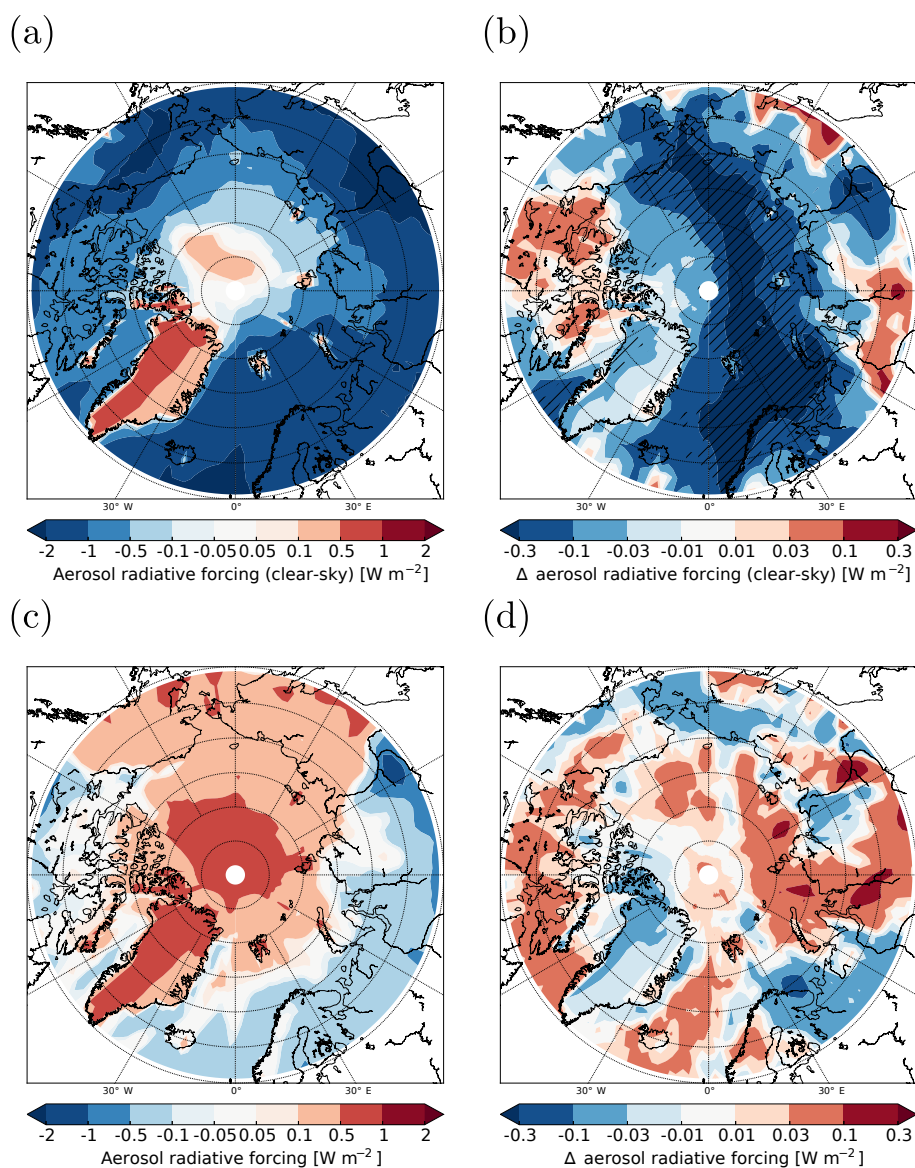 (a)
(b)
30° W 0° 30° E
30° W 0° 30° E
-2 -1 -0.5 -0.1 -0.05 0.05 0.1 0.5 1 2
-0.3 -0.1 -0.03 -0.01 0.01 0.03 0.1 0.3
Aerosol radiative forcing (clear-sky) [W m⁻²]
Δ aerosol radiative forcing (clear-sky) [W m⁻²]
(c)
(d)
30° W 0° 30° E
30° W 0° 30° E
-2 -1 -0.5 -0.1 -0.05 0.05 0.1 0.5 1 2
-0.3 -0.1 -0.03 -0.01 0.01 0.03 0.1 0.3
Aerosol radiative forcing [W m⁻²]
Δ aerosol radiative forcing [W m⁻²]